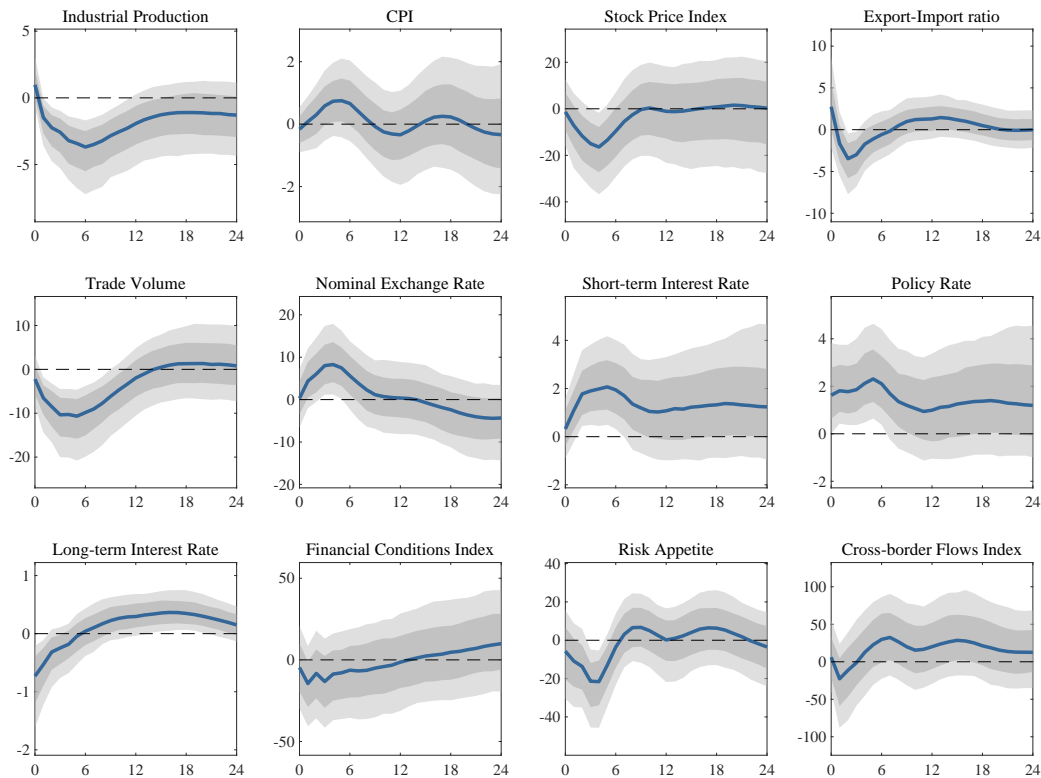 Industrial Production
5
0
-5
0 6 12 18 24
CPI
2
0
-2
0 6 12 18 24
Stock Price Index
20
0
-20
-40
0 6 12 18 24
Export-Import ratio
10
5
0
-5
-10
0 6 12 18 24
Trade Volume
10
0
-10
-20
0 6 12 18 24
Nominal Exchange Rate
20
10
0
-10
-20
0 6 12 18 24
Short-term Interest Rate
4
2
0
-2
0 6 12 18 24
Policy Rate
4
2
0
-2
0 6 12 18 24
Long-term Interest Rate
1
0
-1
-2
0 6 12 18 24
Financial Conditions Index
50
0
-50
0 6 12 18 24
Risk Appetite
40
20
0
-20
-40
0 6 12 18 24
Cross-border Flows Index
100
50
0
-50
-100
0 6 12 18 24